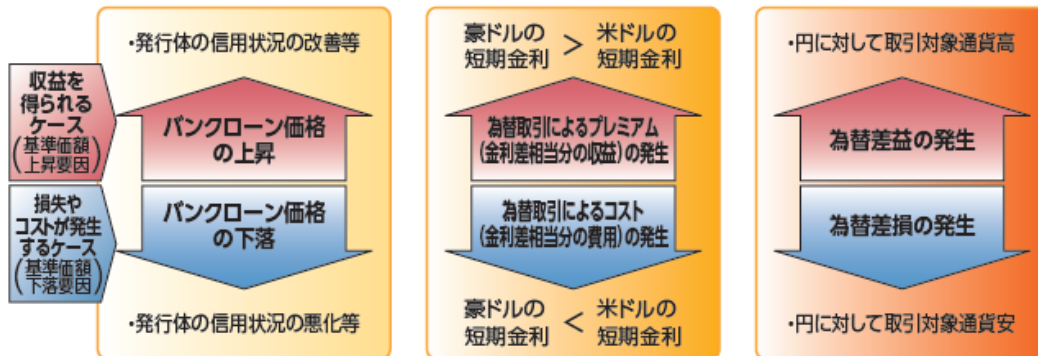 収益を
得られる
ケース
(基準価額
上昇要因)
損失や
コストが発生
するケース
(基準価額
下落要因)
・発行体の信用状況の改善等
バンクローン価格
の上昇
バンクローン価格
の下落
・発行体の信用状況の悪化等
豪ドルの
短期金利
>
米ドルの
短期金利
為替取引によるプレミアム
(金利差相当分の収益)の発生
為替取引によるコスト
(金利差相当分の費用)の発生
豪ドルの
短期金利
<
米ドルの
短期金利
・円に対して取引対象通貨高
為替差益の発生
為替差損の発生
・円に対して取引対象通貨安